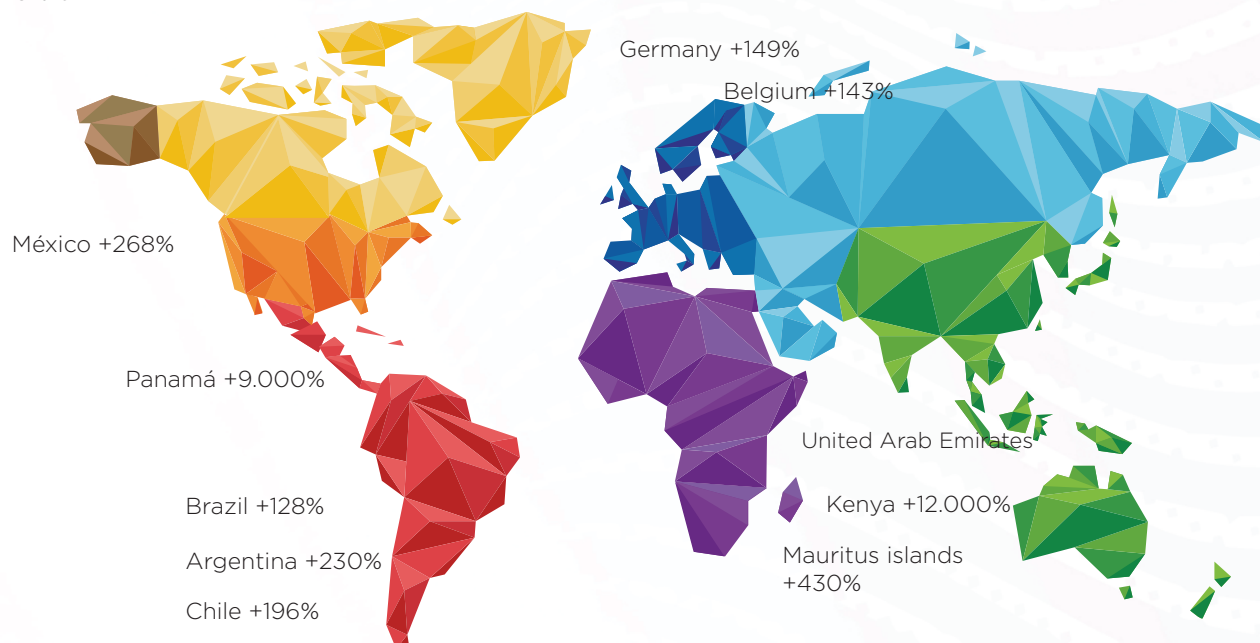 Germany +149%
Belgium +143%
México +268%
Panamá +9.000%
United Arab Emirates
Brazil +128%
Kenya +12.000%
Argentina +230%
Mauritus islands
+430%
Chile +196%